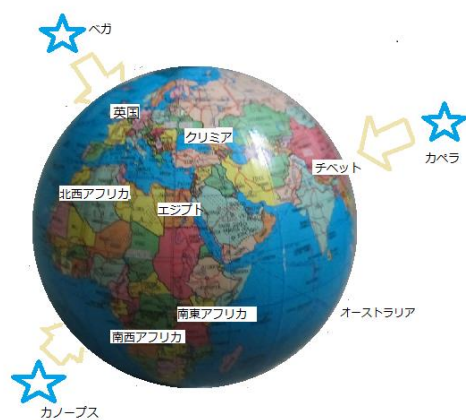 ベガ
英国
クリミア
カペラ
チベット
北西アフリカ
エジプト
南東アフリカ
オーストラリア
南西アフリカ
カノープス